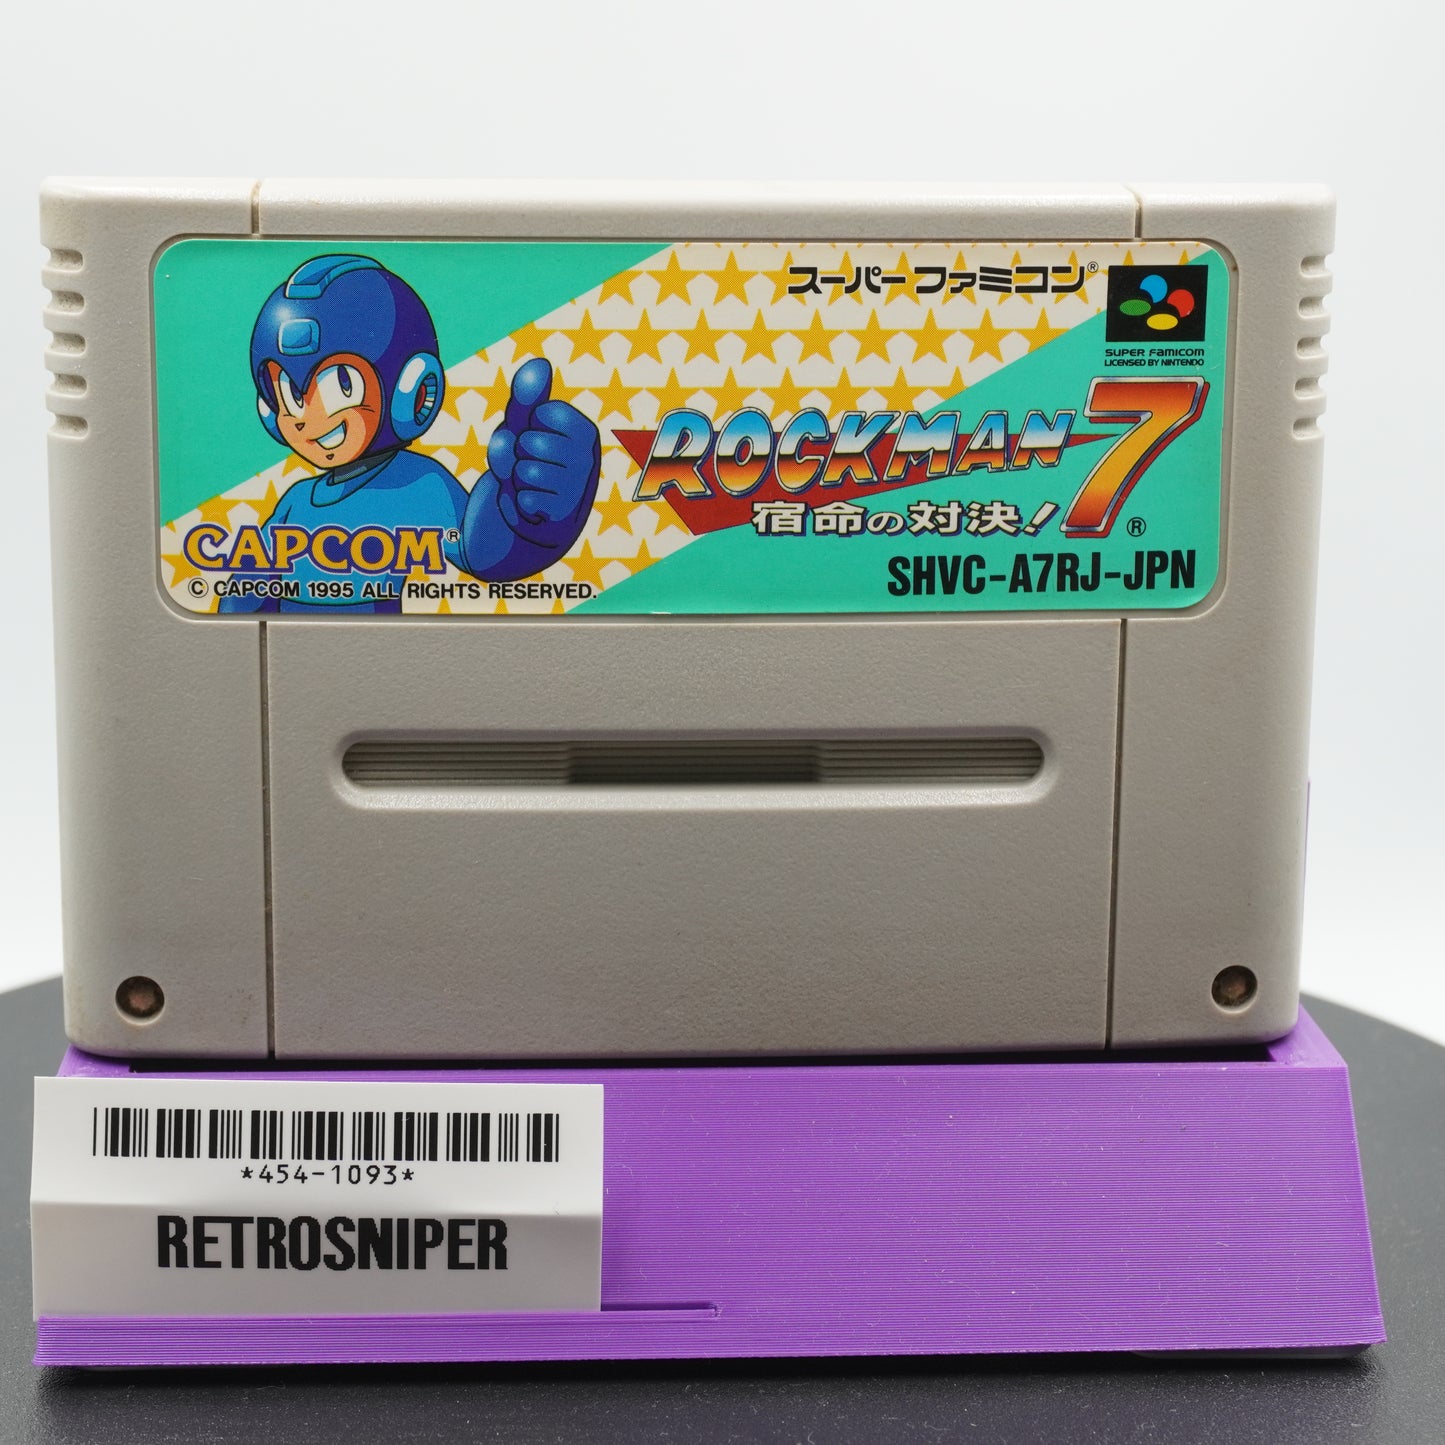 スーパーファミコン®
SUPER FAMICOM
LICENSED BY NINTENDO
ROCKMAN 7
宿命の対決!®
CAPCOM®
© CAPCOM 1995 ALL RIGHTS RESERVED.
SHVC-A7RJ-JPN
*454-1093*
RETROSNIPER